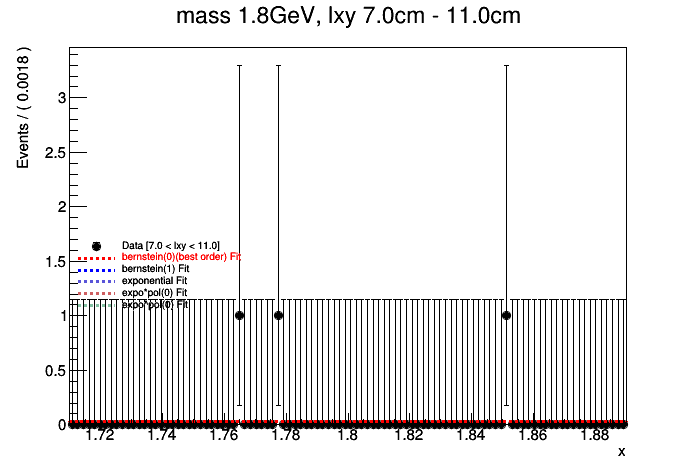 mass 1.8GeV, lxy 7.0cm - 11.0cm
Events / ( 0.0018 )
3
2.5
2
1.5
1
0.5
0
Data [7.0 < lxy < 11.0]
bernstein(0)(best order) Fit
bernstein(1) Fit
exponential Fit
expo*pol(0) Fit
expo*pol(0) Fit
1.72 1.74 1.76 1.78 1.8 1.82 1.84 1.86 1.88
x